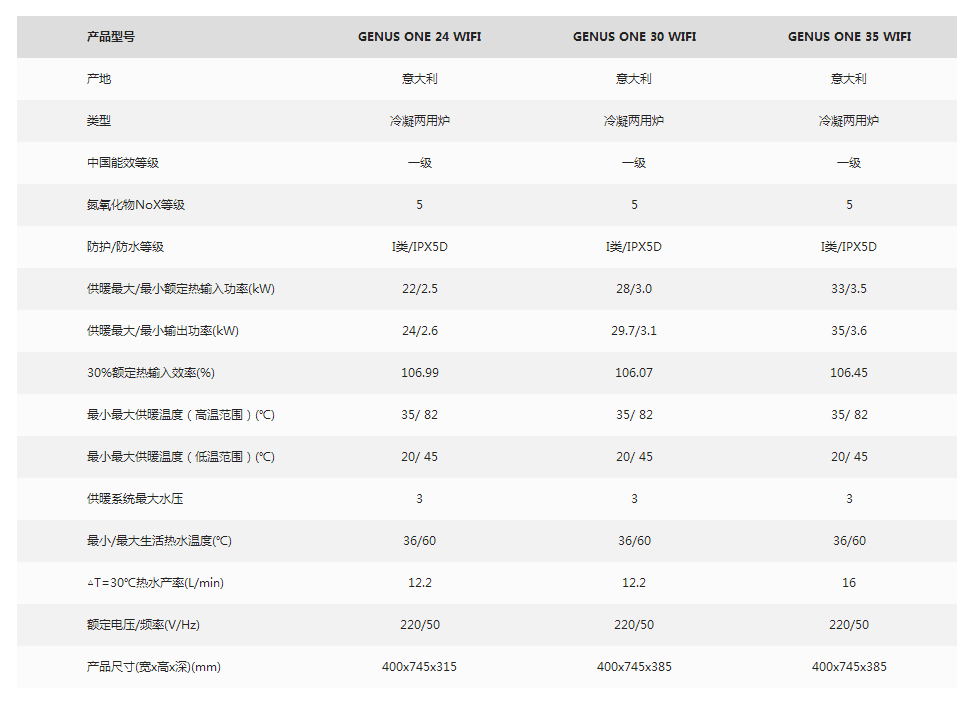 产品型号 GENUS ONE 24 WIFI GENUS ONE 30 WIFI GENUS ONE 35 WIFI
产地 意大利 意大利 意大利
类型 冷凝两用炉 冷凝两用炉 冷凝两用炉
中国能效等级 一级 一级 一级
氮氧化物NoX等级 5 5 5
防护/防水等级 I类/IPX5D I类/IPX5D I类/IPX5D
供暖最大/最小额定热输入功率(kW) 22/2.5 28/3.0 33/3.5
供暖最大/最小输出功率(kW) 24/2.6 29.7/3.1 35/3.6
30%额定热输入效率(%) 106.99 106.07 106.45
最小最大供暖温度（高温范围）(℃) 35/ 82 35/ 82 35/ 82
最小最大供暖温度（低温范围）(℃) 20/ 45 20/ 45 20/ 45
供暖系统最大水压 3 3 3
最小/最大生活热水温度(℃) 36/60 36/60 36/60
△T=30℃热水产率(L/min) 12.2 12.2 16
额定电压/频率(V/Hz) 220/50 220/50 220/50
产品尺寸(宽x高x深)(mm) 400x745x315 400x745x385 400x745x385